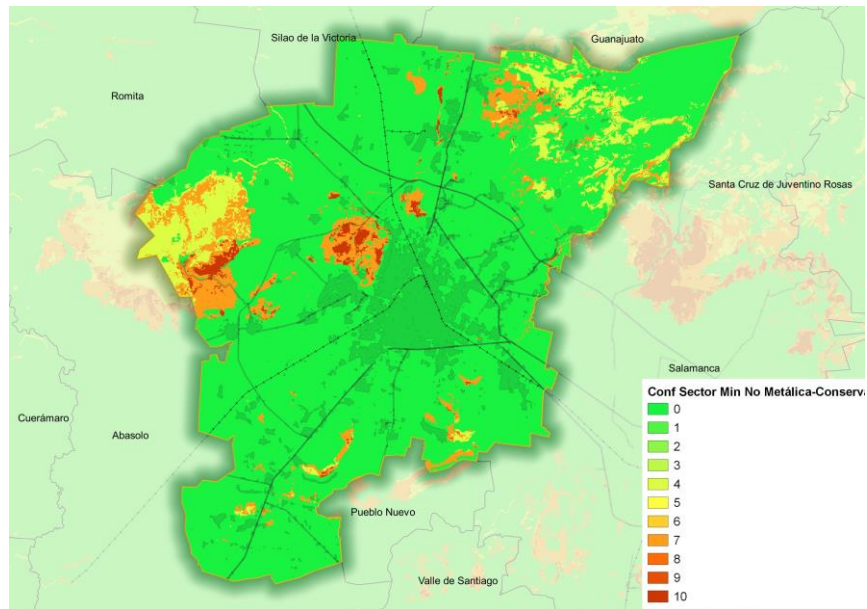 Silao de la Victoria
Guanajuato
Romita
Santa Cruz de Juventino Rosas
Salamanca
Cuerámaro
Abasolo
Pueblo Nuevo
Valle de Santiago
Conf Sector Min No Metálica-Conserva
0
1
2
3
4
5
6
7
8
9
10